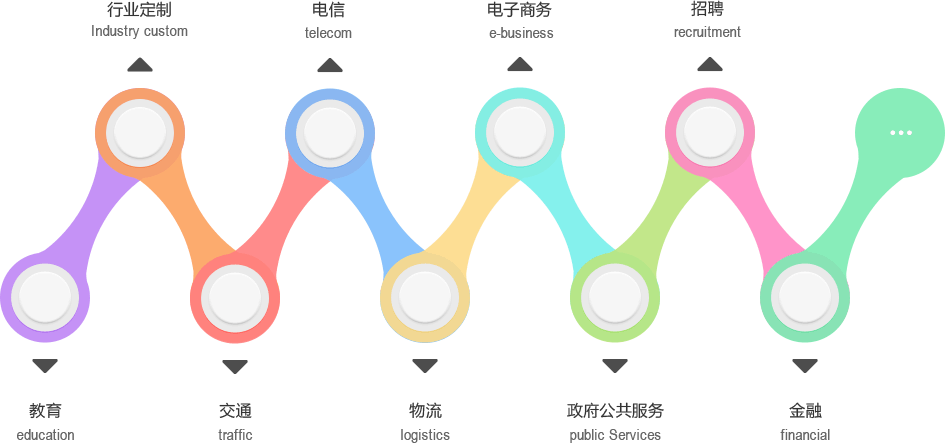 行业定制
Industry custom
电信
telecom
电子商务
e-business
招聘
recruitment
...
教育
education
交通
traffic
物流
logistics
政府公共服务
public Services
金融
financial